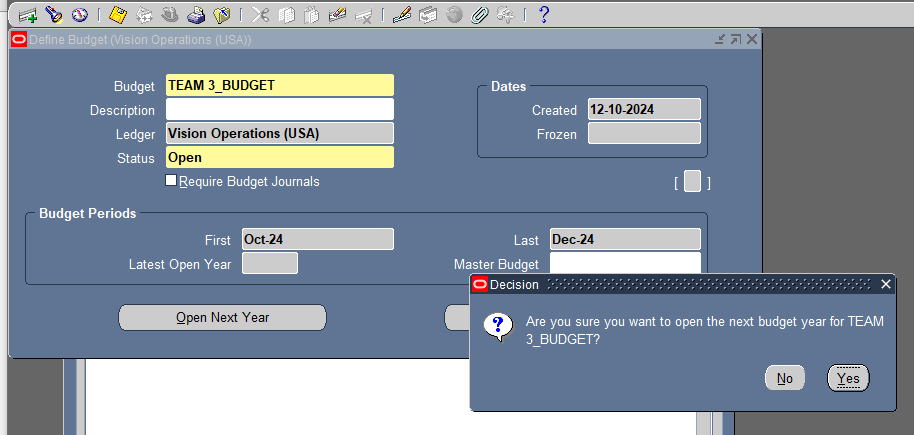 Define Budget (Vision Operations (USA))
Budget TEAM 3_BUDGET
Description
Ledger Vision Operations (USA)
Status Open
Require Budget Journals
Dates
Created 12-10-2024
Frozen
[ ]
Budget Periods
First Oct-24 Last Dec-24
Latest Open Year Master Budget
Open Next Year
Decision
Are you sure you want to open the next budget year for TEAM
3_BUDGET?
No Yes